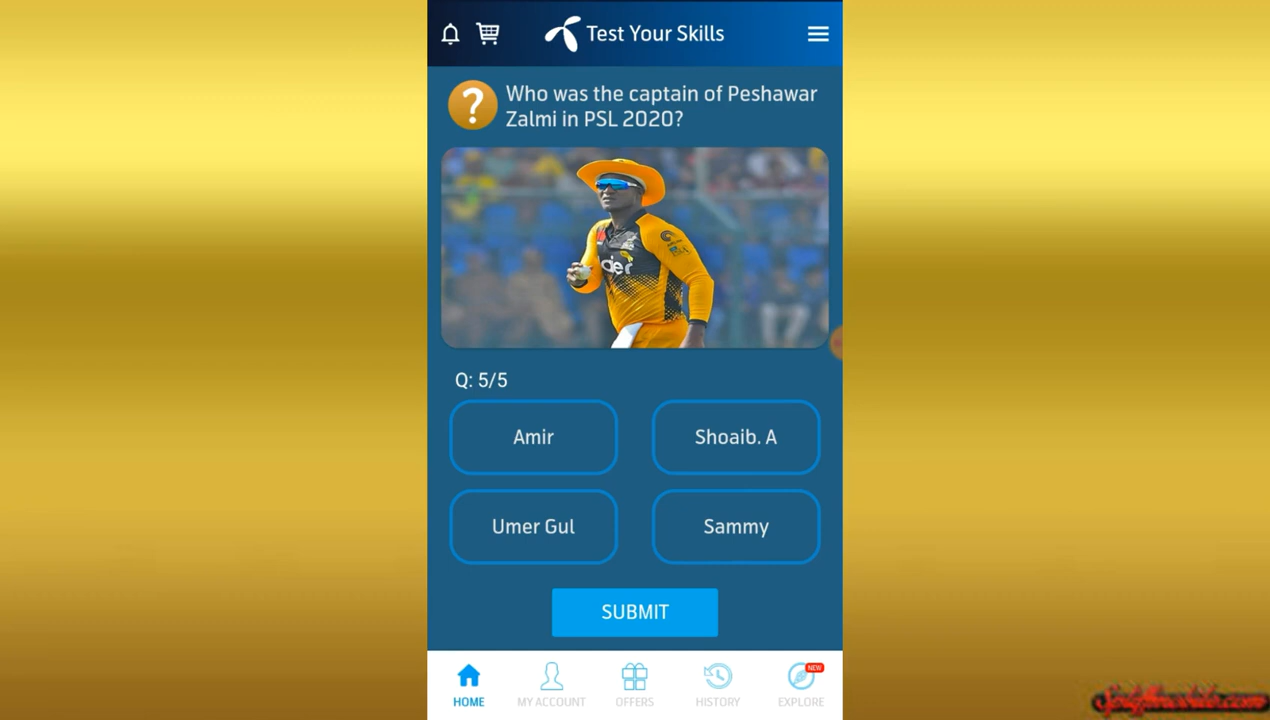 Test Your Skills
?
Who was the captain of Peshawar
Zalmi in PSL 2020?
Q: 5/5
Amir
Shoaib. A
Umer Gul
Sammy
SUBMIT
NEW
HOME
MY ACCOUNT
OFFERS
HISTORY
EXPLORE